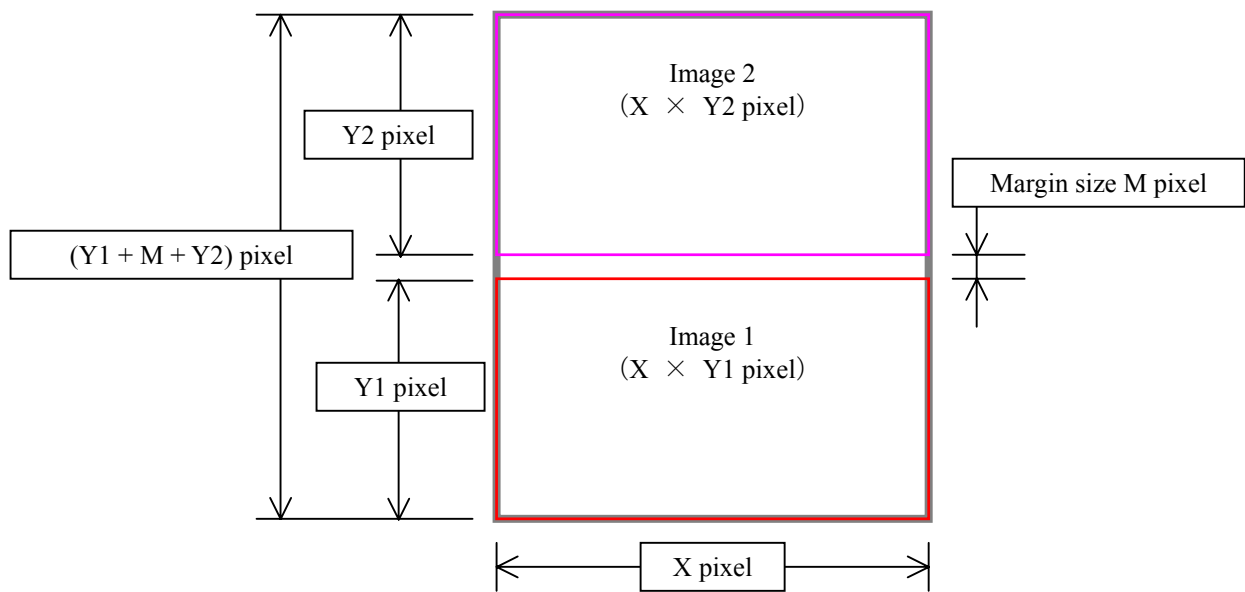 Image 2
（X × Y2 pixel）
Y2 pixel
Margin size M pixel
(Y1 + M + Y2) pixel
Image 1
（X × Y1 pixel）
Y1 pixel
X pixel